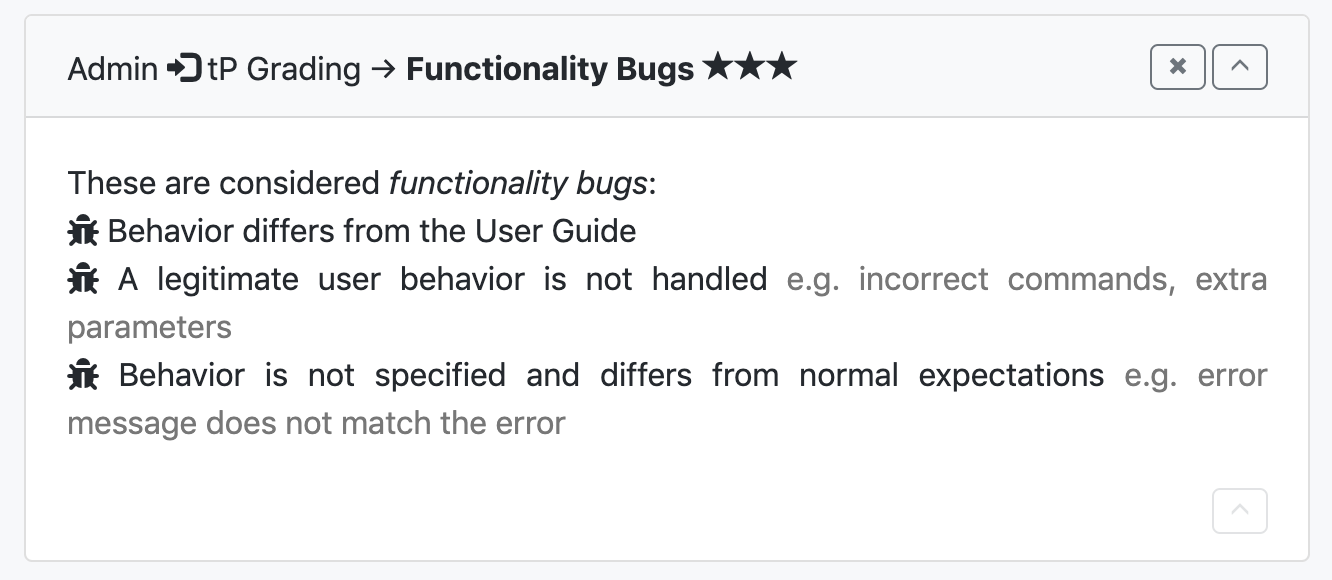 Admin tP Grading → Functionality Bugs ★★★
These are considered functionality bugs:
Behavior differs from the User Guide
A legitimate user behavior is not handled e.g. incorrect commands, extra
parameters
Behavior is not specified and differs from normal expectations e.g. error
message does not match the error